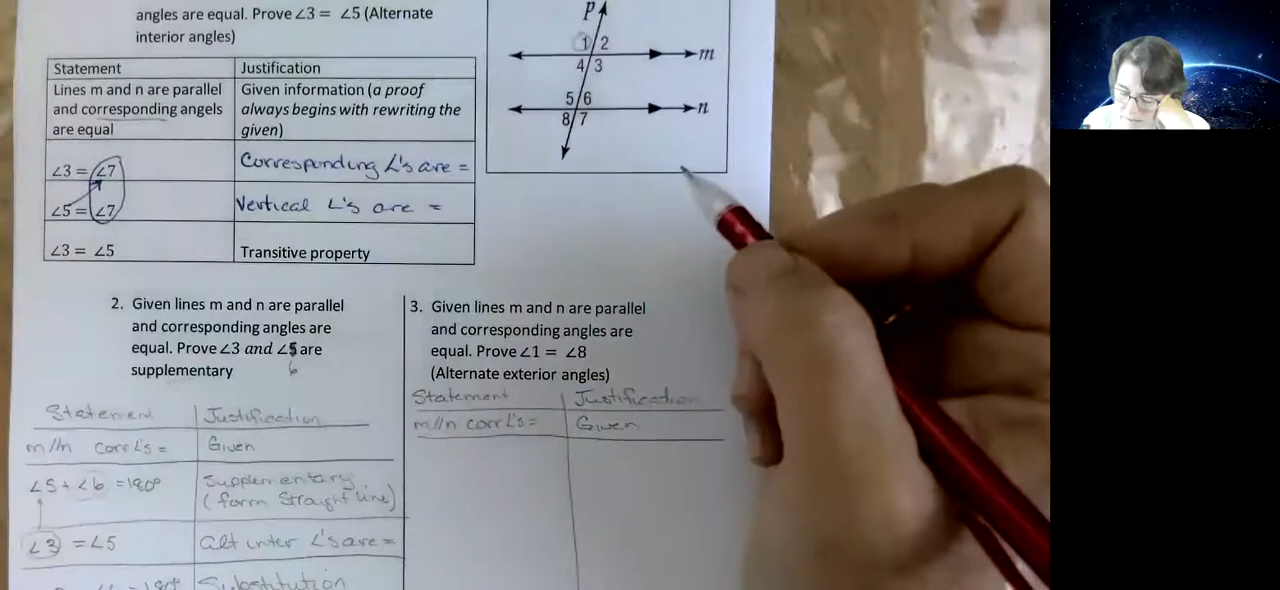 angles are equal. Prove ∠3 = ∠5 (Alternate
interior angles)
Statement
Justification
Lines m and n are parallel
and corresponding angels
are equal
Given information (a proof
always begins with rewriting the
given)
∠3 = ∠7
Corresponding ∠'s are =
∠5 = ∠7
Vertical ∠'s are =
∠3 = ∠5
Transitive property
P
1 2
m
4 3
5 6
n
8 7
2. Given lines m and n are parallel
and corresponding angles are
equal. Prove ∠3 and ∠5 are
supplementary
6
Statement
Justification
m//n corr ∠'s =
Given
∠5 + ∠6 = 180°
Supplementary
(form straight line)
∠3 = ∠5
alt inter ∠'s are =
= 180°
Substitution
3. Given lines m and n are parallel
and corresponding angles are
equal. Prove ∠1 = ∠8
(Alternate exterior angles)
Statement
Justification
m//n corr ∠'s =
Given